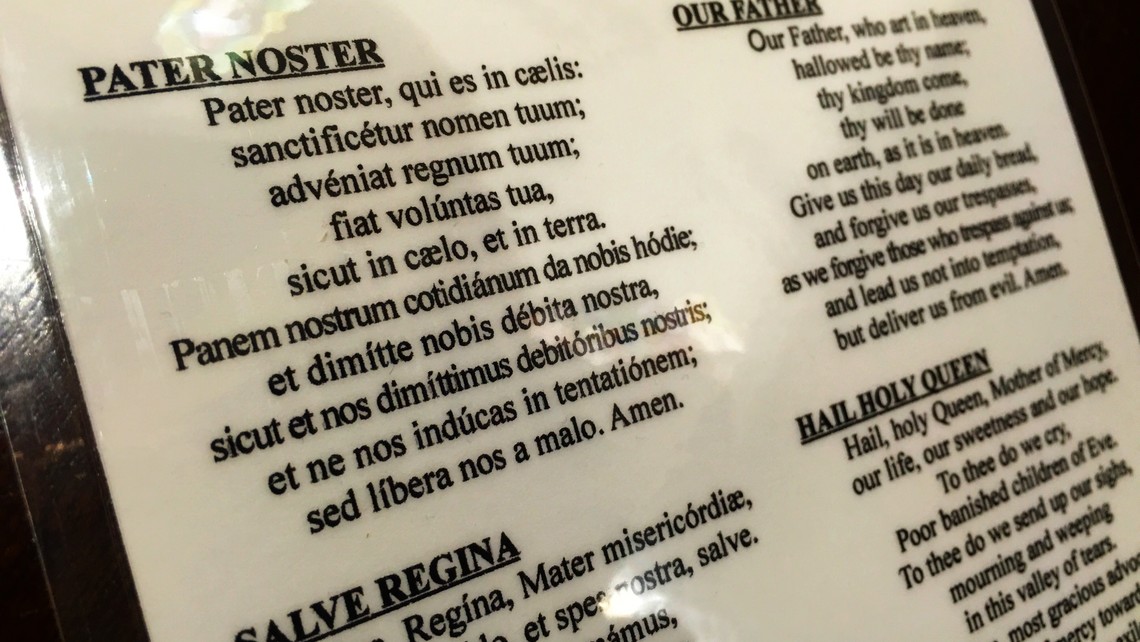 PATER NOSTER
Pater noster, qui es in cælis:
sanctificétur nomen tuum;
advéniat regnum tuum;
fiat volúntas tua,
sicut in cælo, et in terra.
Panem nostrum cotidiánum da nobis hódie;
et dimítte nobis débita nostra,
sicut et nos dimíttimus debitóribus nostris;
et ne nos indúcas in tentatiónem;
sed líbera nos a malo. Amen.
SALVE REGINA
Regína, Mater misericórdiæ,
et spes nostra, salve.
OUR FATHER
Our Father, who art in heaven,
hallowed be thy name;
thy kingdom come,
thy will be done
on earth, as it is in heaven.
Give us this day our daily bread,
and forgive us our trespasses,
as we forgive those who trespass against us;
and lead us not into temptation,
but deliver us from evil. Amen.
HAIL HOLY QUEEN
Hail, holy Queen, Mother of Mercy,
our life, our sweetness and our hope.
To thee do we cry,
Poor banished children of Eve.
To thee do we send up our sighs,
mourning and weeping
in this valley of tears.
most gracious